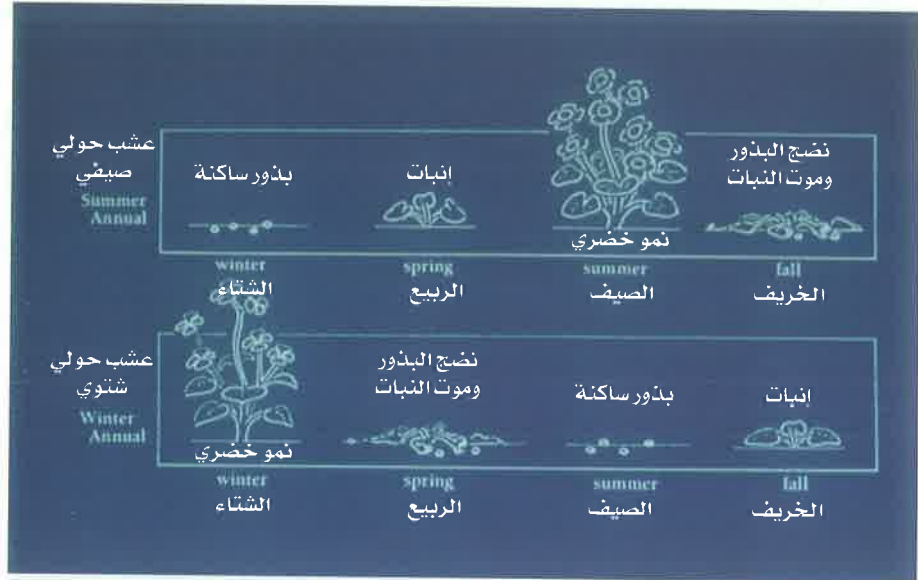 عشب حولي
صيفي
Summer
Annual
بذور ساكنة
إنبات
نمو خضري
نضج البذور
وموت النبات
winter
spring
summer
fall
الشتاء
الربيع
الصيف
الخريف
عشب حولي
شتوي
Winter
Annual
نمو خضري
نضج البذور
وموت النبات
بذور ساكنة
إنبات
winter
spring
summer
fall
الشتاء
الربيع
الصيف
الخريف